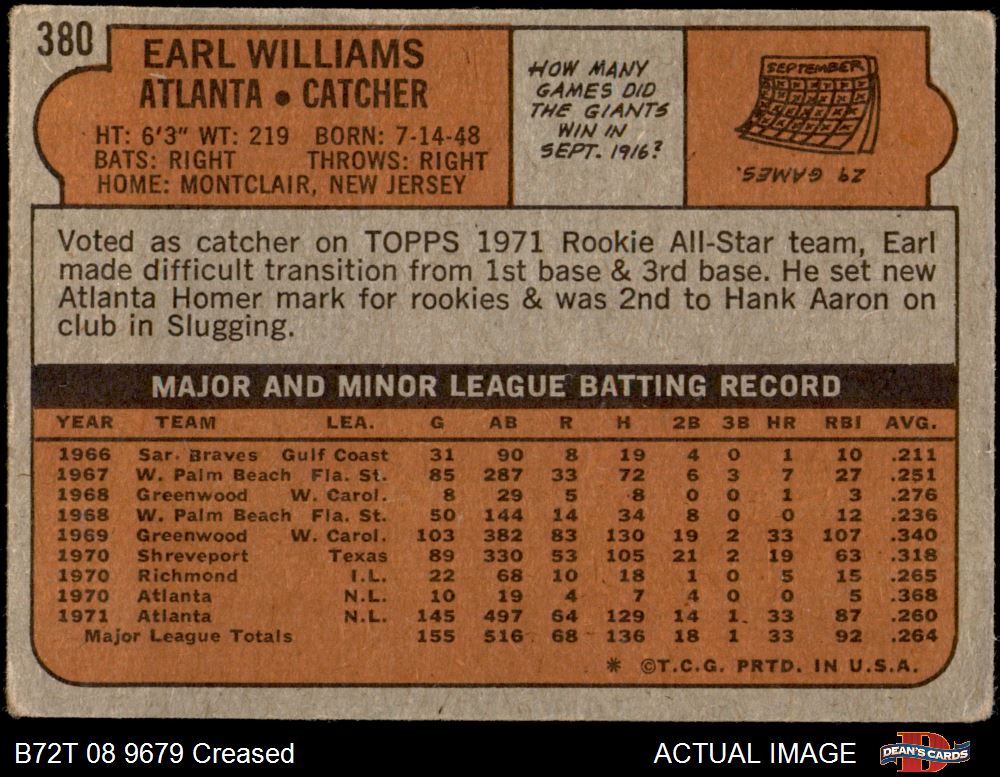 380
EARL WILLIAMS
ATLANTA • CATCHER
HT: 6'3" WT: 219 BORN: 7-14-48
BATS: RIGHT THROWS: RIGHT
HOME: MONTCLAIR, NEW JERSEY
HOW MANY
GAMES DID
THE GIANTS
WIN IN
SEPT. 1916?
SEPTEMBER
29 GAMES.
Voted as catcher on TOPPS 1971 Rookie All-Star team, Earl
made difficult transition from 1st base & 3rd base. He set new
Atlanta Homer mark for rookies & was 2nd to Hank Aaron on
club in Slugging.
MAJOR AND MINOR LEAGUE BATTING RECORD
YEAR TEAM LEA. G AB R H 2B 3B HR RBI AVG.
1966 Sar. Braves Gulf Coast 31 90 8 19 4 0 1 10 .211
1967 W. Palm Beach Fla. St. 85 287 33 72 6 3 7 27 .251
1968 Greenwood W. Carol. 8 29 5 8 0 0 1 3 .276
1968 W. Palm Beach Fla. St. 50 144 14 34 8 0 0 12 .236
1969 Greenwood W. Carol. 103 382 83 130 19 2 33 107 .340
1970 Shreveport Texas 89 330 53 105 21 2 19 63 .318
1970 Richmond I.L. 22 68 10 18 1 0 5 15 .265
1970 Atlanta N.L. 10 19 4 7 4 0 0 5 .368
1971 Atlanta N.L. 145 497 64 129 14 1 33 87 .260
Major League Totals 155 516 68 136 18 1 33 92 .264
* ©T.C.G. PRTD. IN U.S.A.
B72T 08 9679 Creased
ACTUAL IMAGE
DEAN'S CARDS